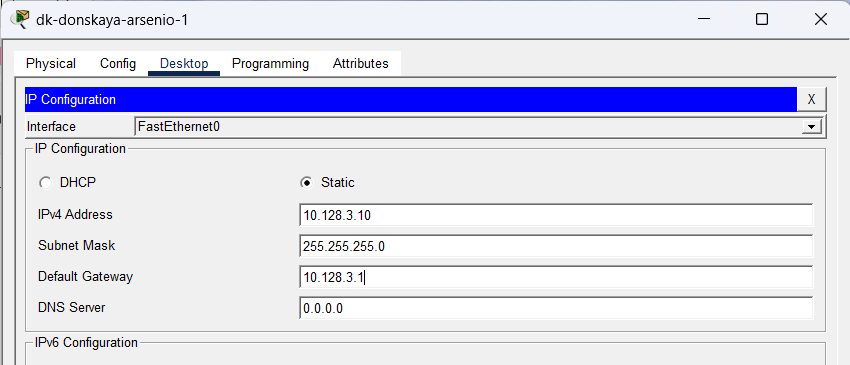 dk-donskaya-arsenio-1
Physical Config Desktop Programming Attributes
IP Configuration X
Interface FastEthernet0
IP Configuration
DHCP Static
IPv4 Address 10.128.3.10
Subnet Mask 255.255.255.0
Default Gateway 10.128.3.1
DNS Server 0.0.0.0
IPv6 Configuration